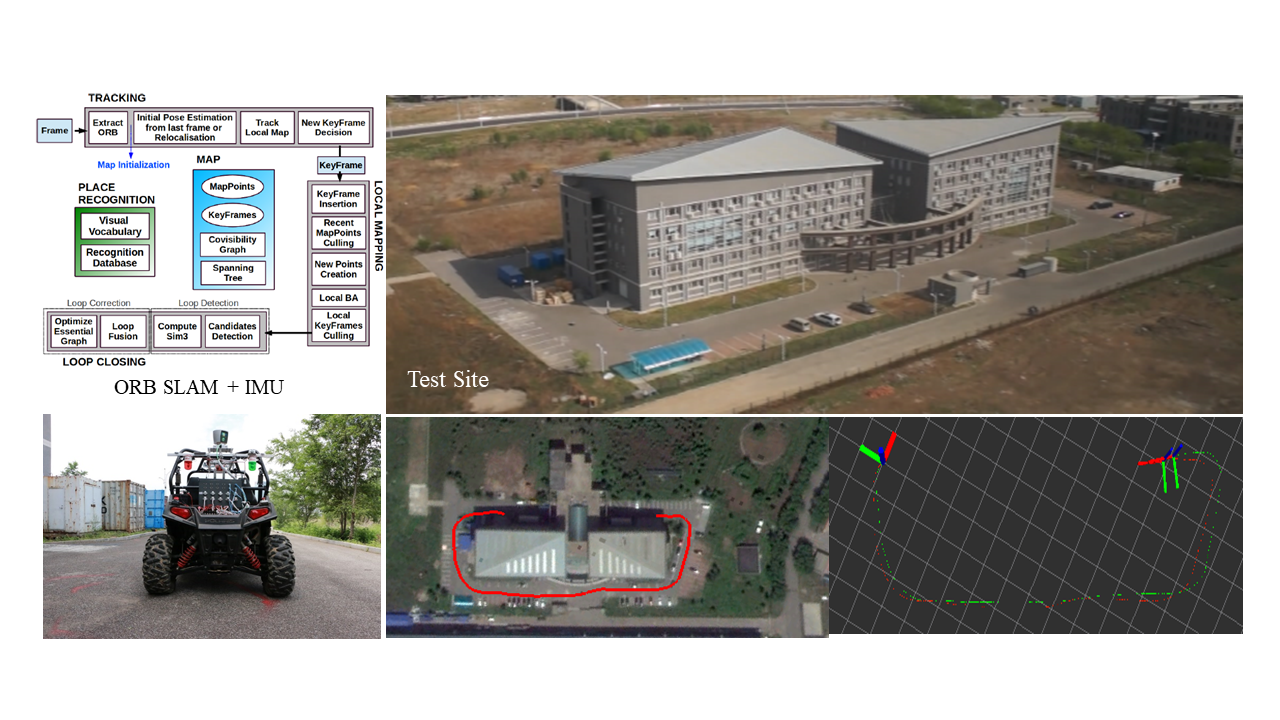 TRACKING
Frame
Extract
ORB
Initial Pose Estimation
from last frame or
Relocalisation
Track
Local Map
New KeyFrame
Decision
Map Initialization
KeyFrame
PLACE
RECOGNITION
Visual
Vocabulary
Recognition
Database
MAP
MapPoints
KeyFrames
Covisibility
Graph
Spanning
Tree
LOCAL MAPPING
KeyFrame
Insertion
Recent
MapPoints
Culling
New Points
Creation
Local BA
Local
KeyFrames
Culling
Loop Correction
Loop Detection
Optimize
Essential
Graph
Loop
Fusion
Compute
Sim3
Candidates
Detection
LOOP CLOSING
ORB SLAM + IMU
Test Site